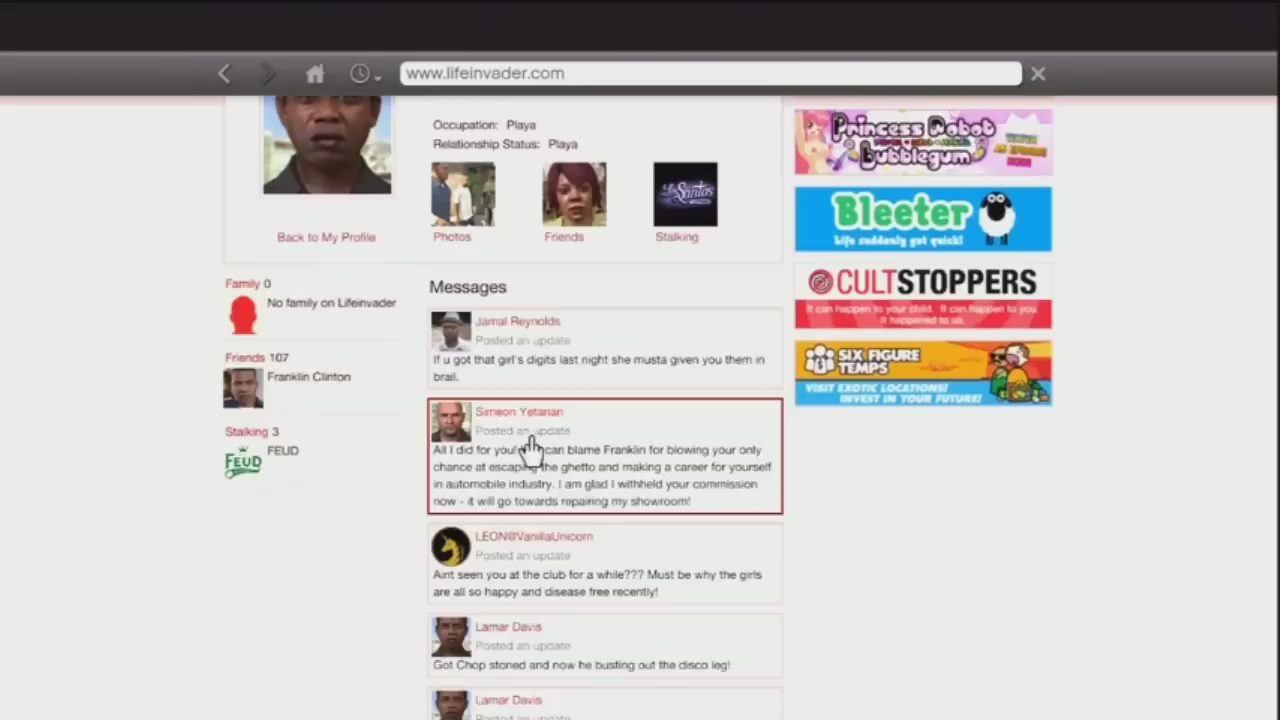 www.lifeinvader.com
Occupation: Playa
Relationship Status: Playa
Los Santos
Back to My Profile
Photos
Friends
Stalking
Family 0
No family on Lifeinvader
Friends 107
Franklin Clinton
Stalking 3
FEUD
FEUD
Messages
Jamal Reynolds
Posted an update
If u got that girl's digits last night she musta given you them in
brail.
Simeon Yetarian
Posted an update
All I did for you can blame Franklin for blowing your only
chance at escaping the ghetto and making a career for yourself
in automobile industry. I am glad I withheld your commission
now - it will go towards repairing my showroom!
LEON@VanillaUnicorn
Posted an update
Aint seen you at the club for a while??? Must be why the girls
are all so happy and disease free recently!
Lamar Davis
Posted an update
Got Chop stoned and now he busting out the disco leg!
Lamar Davis
Posted an update
Princess Robot
Bubblegum
Bleeter
Life suddenly got quick!
CULTSTOPPERS
It can happen to your child. It can happen to you.
It happened to us.
SIX FIGURE
TEMPS
VISIT EXOTIC LOCATIONS!
INVEST IN YOUR FUTURE!